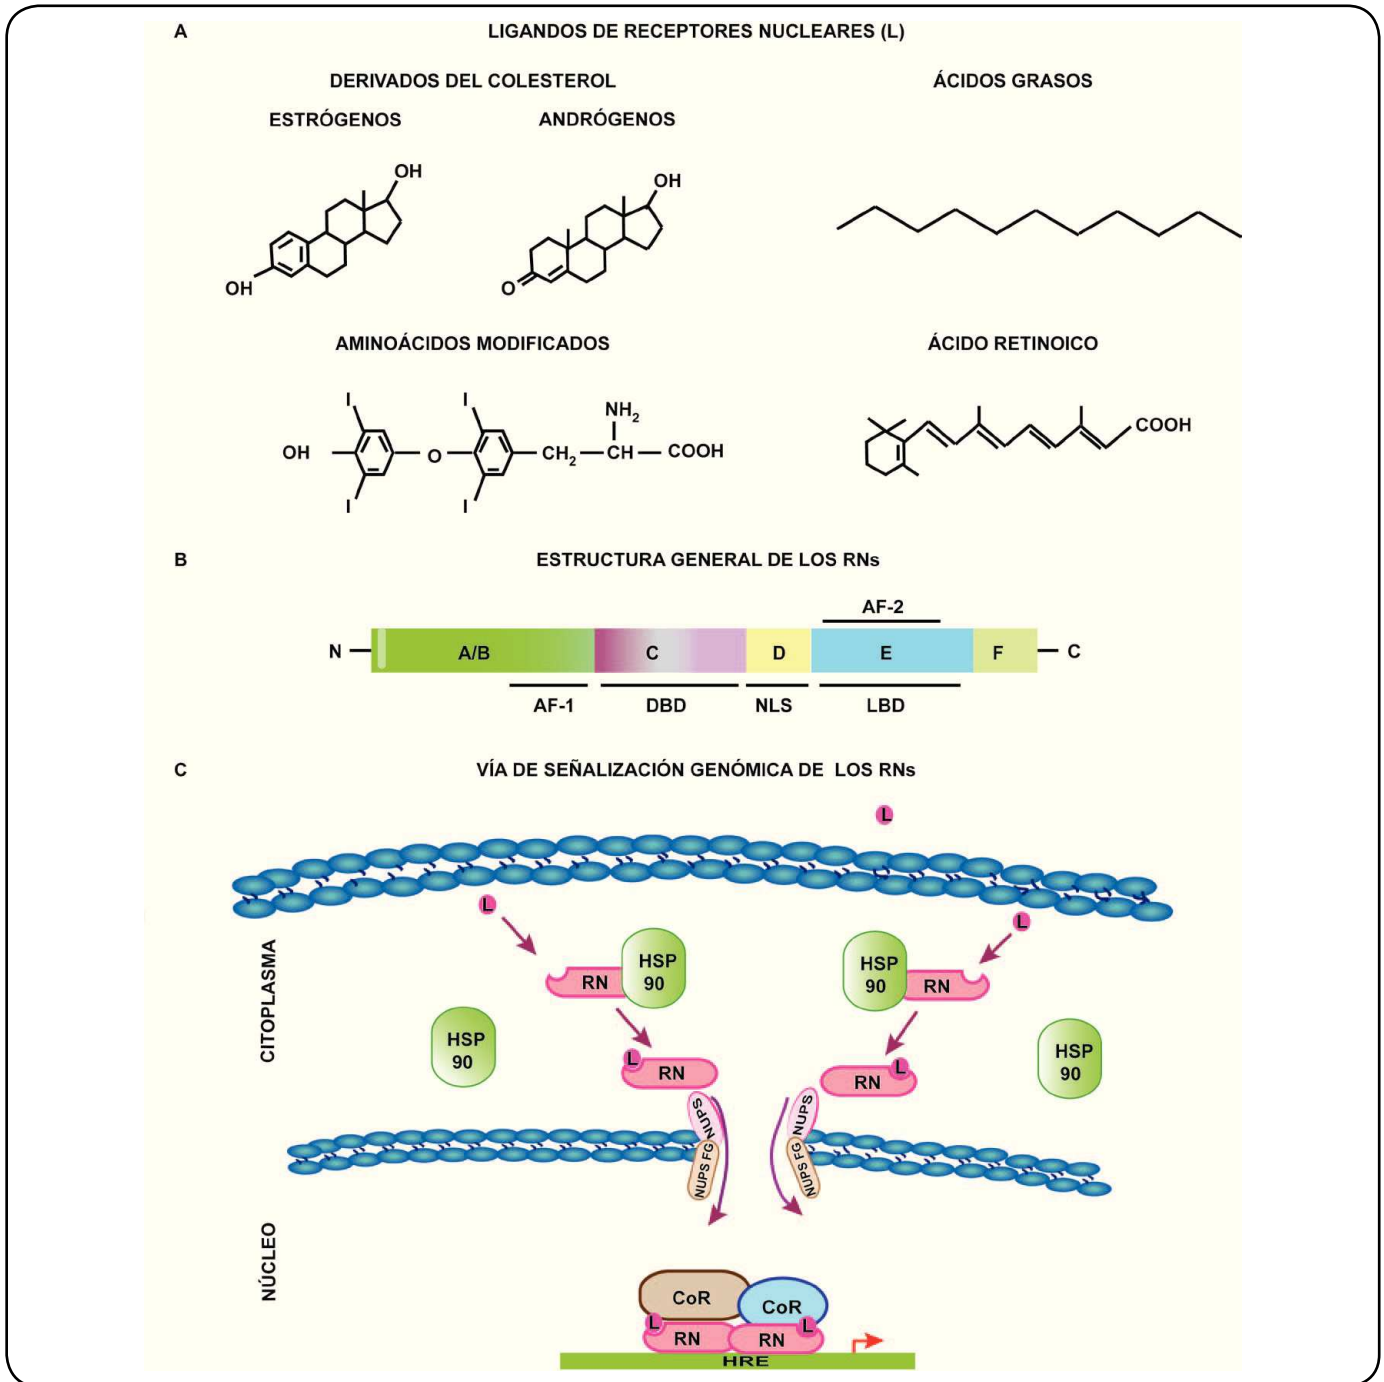 A
LIGANDOS DE RECEPTORES NUCLEARES (L)
DERIVADOS DEL COLESTEROL
ÁCIDOS GRASOS
ESTRÓGENOS
ANDRÓGENOS
OH
OH
OH
O
AMINOÁCIDOS MODIFICADOS
ÁCIDO RETINOICO
I
I
NH2
OH
O
CH2
CH
COOH
I
I
COOH
B
ESTRUCTURA GENERAL DE LOS RNs
AF-2
N
A/B
C
D
E
F
C
AF-1
DBD
NLS
LBD
C
VÍA DE SEÑALIZACIÓN GENÓMICA DE LOS RNs
L
L
L
CITOPLASMA
RN
HSP
90
HSP
90
RN
HSP
90
L
RN
L
RN
HSP
90
NUPS
NUPS FG
NUPS
NUPS FG
NÚCLEO
CoR
CoR
L
RN
RN
L
HRE